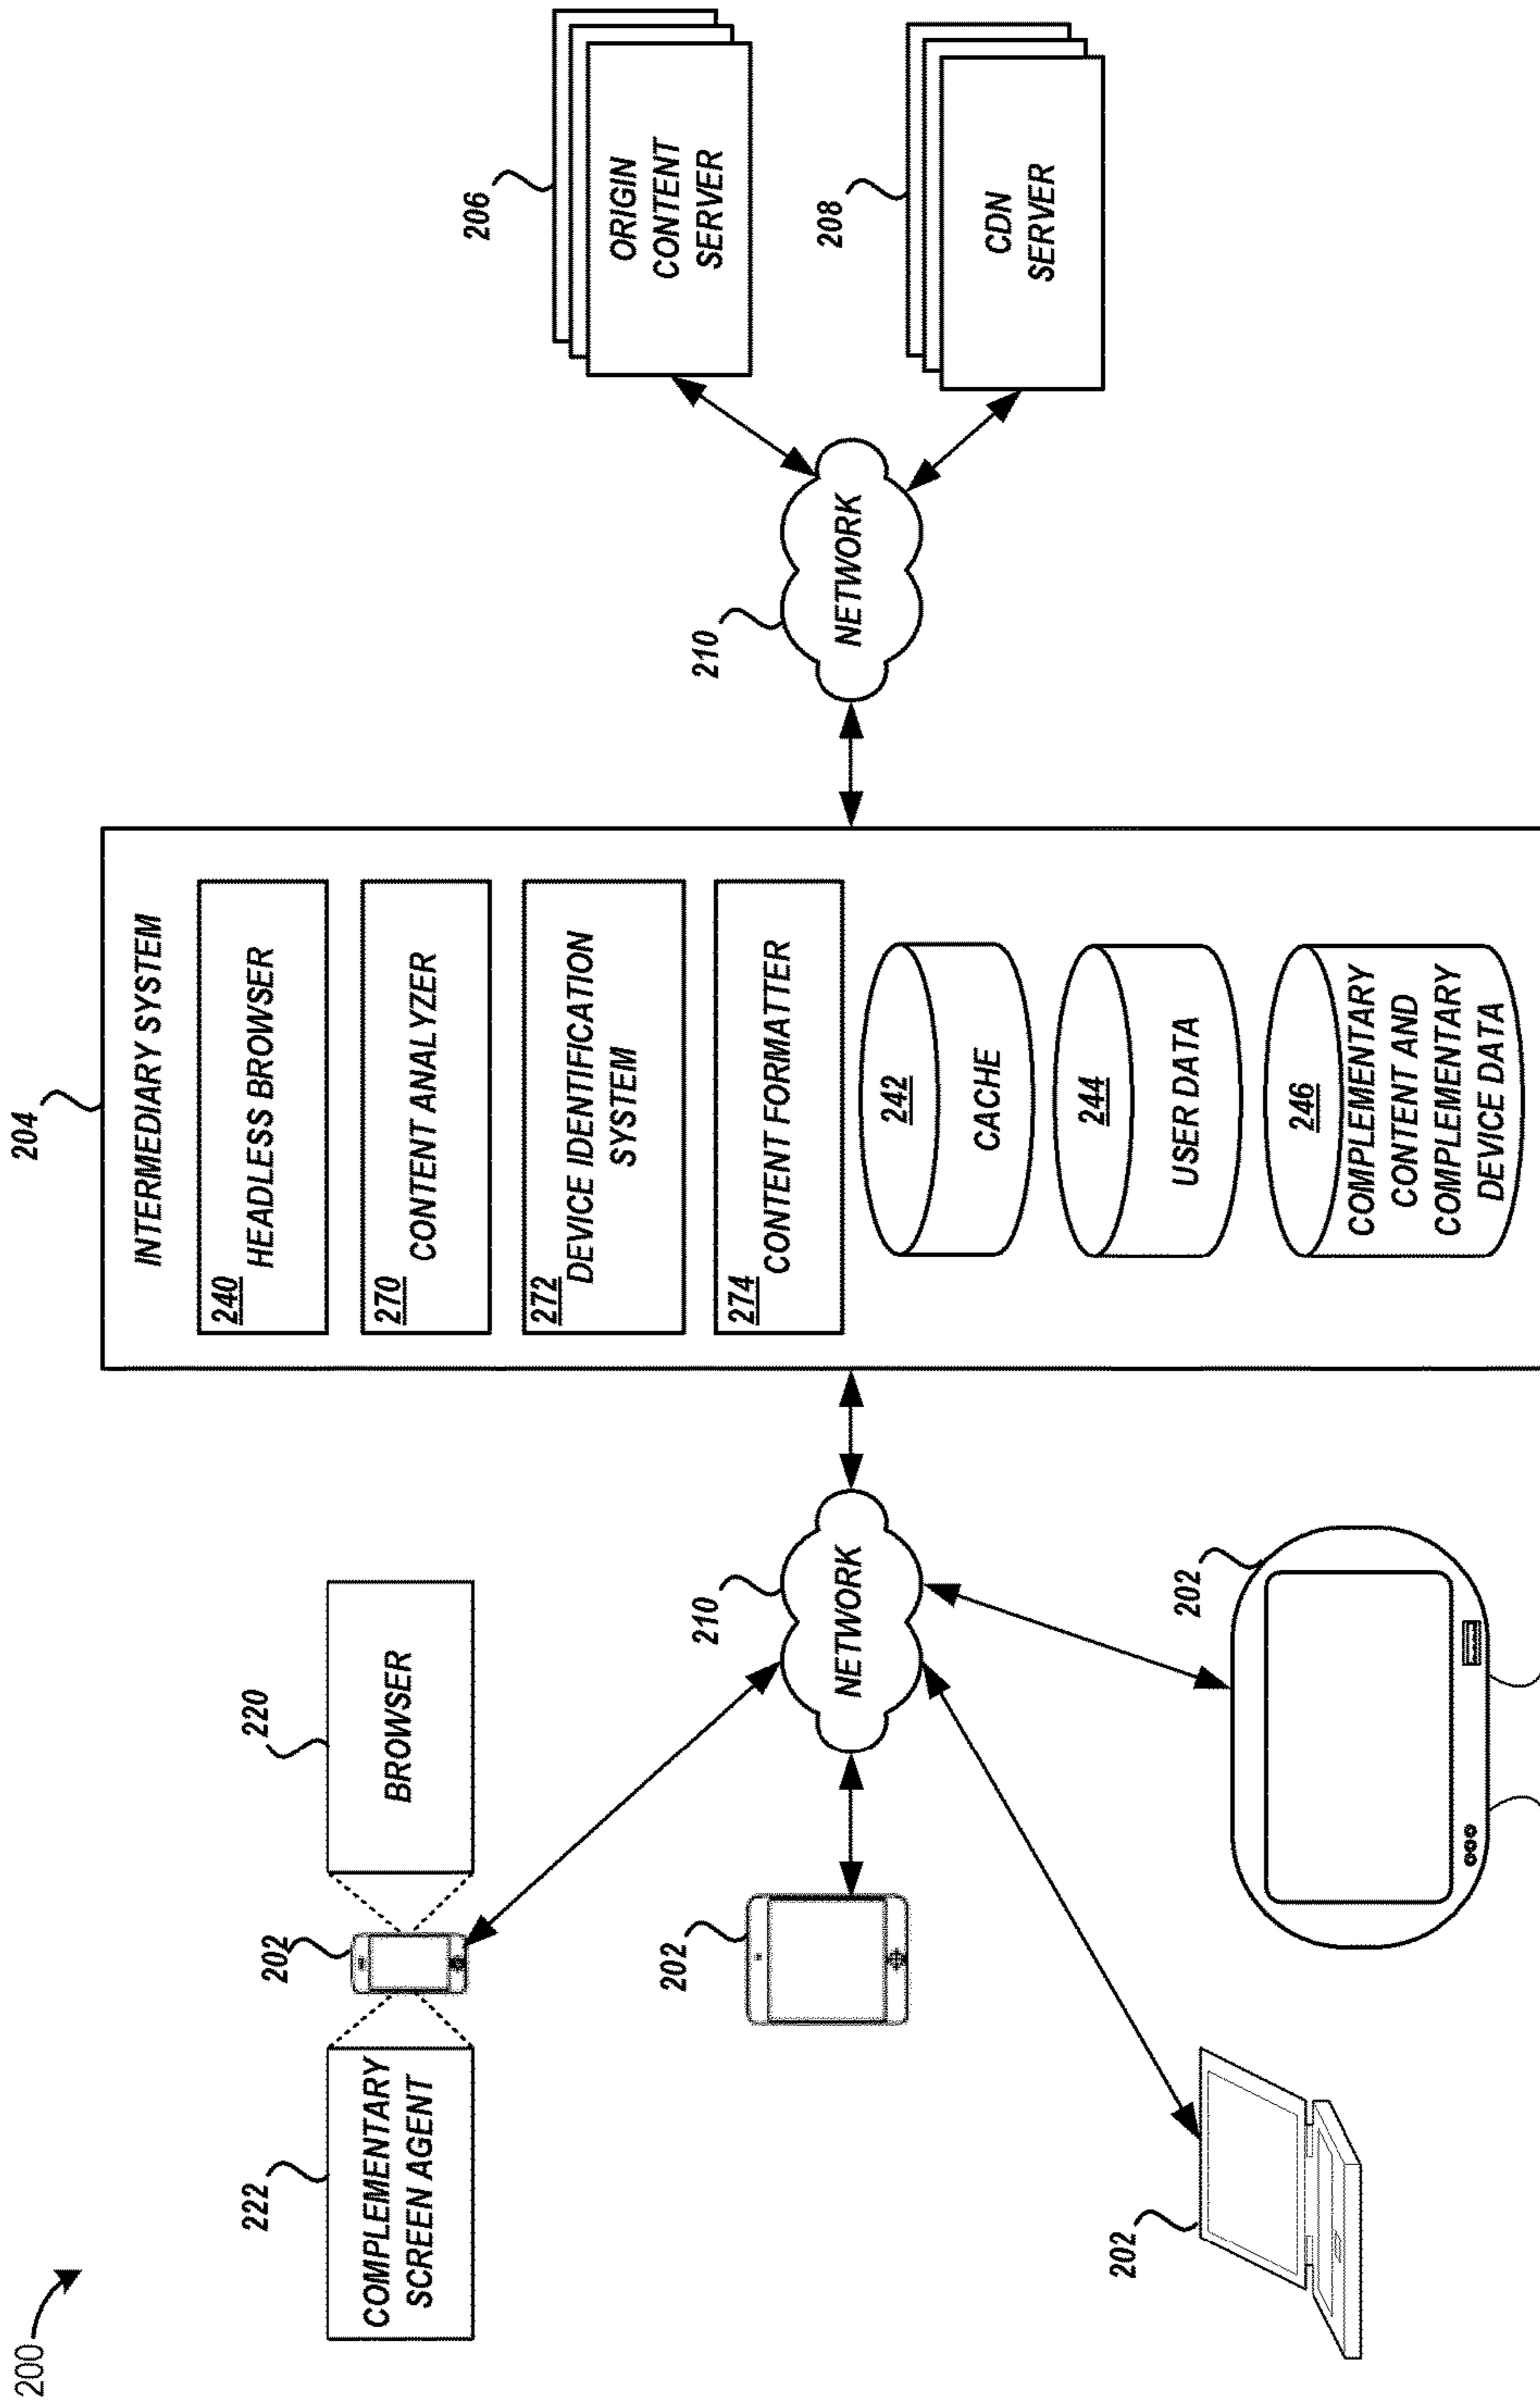 200
222
COMPLEMENTARY
SCREEN AGENT
202
220
BROWSER
202
202
202
210
NETWORK
204
INTERMEDIARY SYSTEM
240
HEADLESS BROWSER
270
CONTENT ANALYZER
272
DEVICE IDENTIFICATION
SYSTEM
274
CONTENT FORMATTER
242
CACHE
244
USER DATA
246
COMPLEMENTARY
CONTENT AND
COMPLEMENTARY
DEVICE DATA
210
NETWORK
206
ORIGIN
CONTENT
SERVER
208
CDN
SERVER